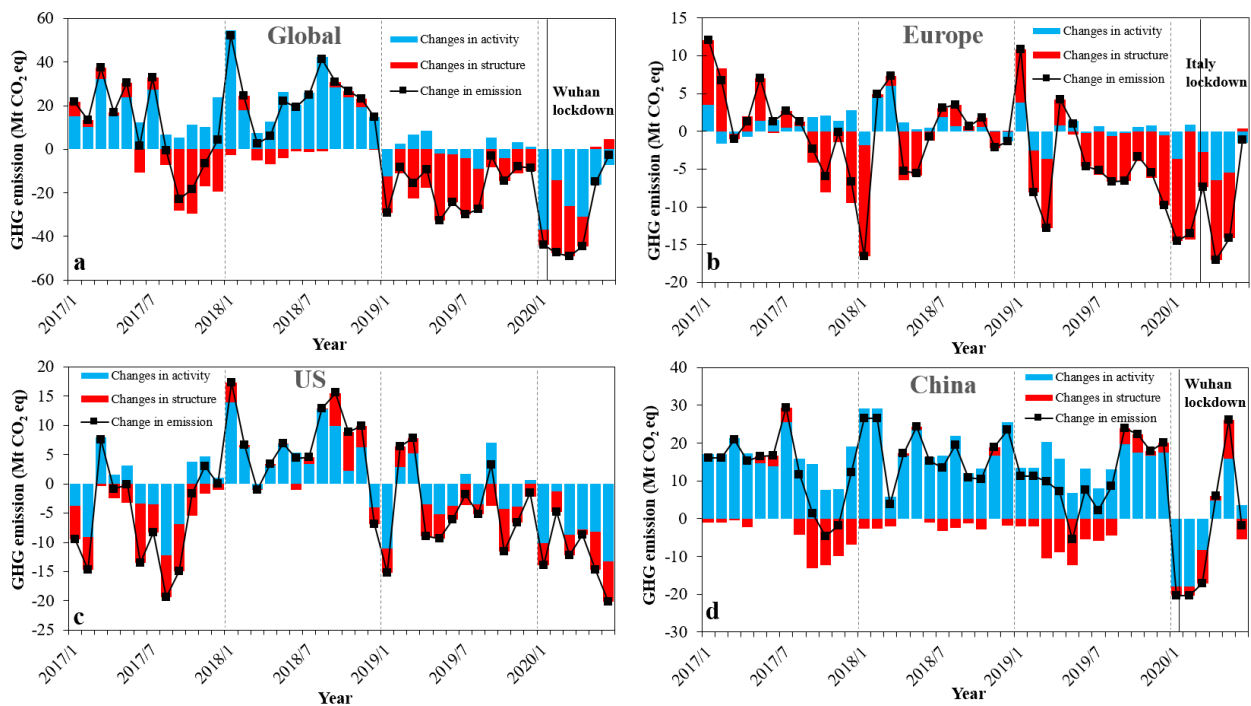 Global
GHG emission (Mt CO2 eq)
60
40
20
0
-20
-40
-60
Changes in activity
Changes in structure
Change in emission
Wuhan
lockdown
a
2017/1
2017/7
2018/1
2018/7
2019/1
2019/7
2020/1
Year
Europe
GHG emission (Mt CO2 eq)
15
10
5
0
-5
-10
-15
-20
Changes in activity
Changes in structure
Change in emission
Italy
lockdown
b
2017/1
2017/7
2018/1
2018/7
2019/1
2019/7
2020/1
Year
US
GHG emission (Mt CO2 eq)
20
15
10
5
0
-5
-10
-15
-20
-25
Changes in activity
Changes in structure
Change in emission
c
2017/1
2017/7
2018/1
2018/7
2019/1
2019/7
2020/1
Year
China
GHG emission (Mt CO2 eq)
40
30
20
10
0
-10
-20
-30
Changes in activity
Changes in structure
Change in emission
Wuhan
lockdown
d
2017/1
2017/7
2018/1
2018/7
2019/1
2019/7
2020/1
Year